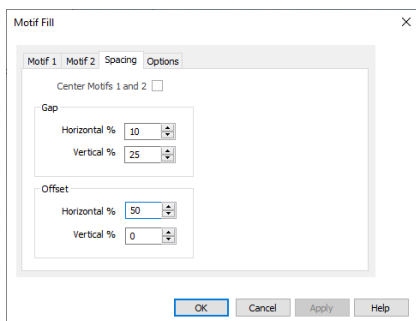 Motif Fill
Motif 1 Motif 2 Spacing Options
Center Motifs 1 and 2
Gap
Horizontal % 10
Vertical % 25
Offset
Horizontal % 50
Vertical % 0
OK Cancel Apply Help